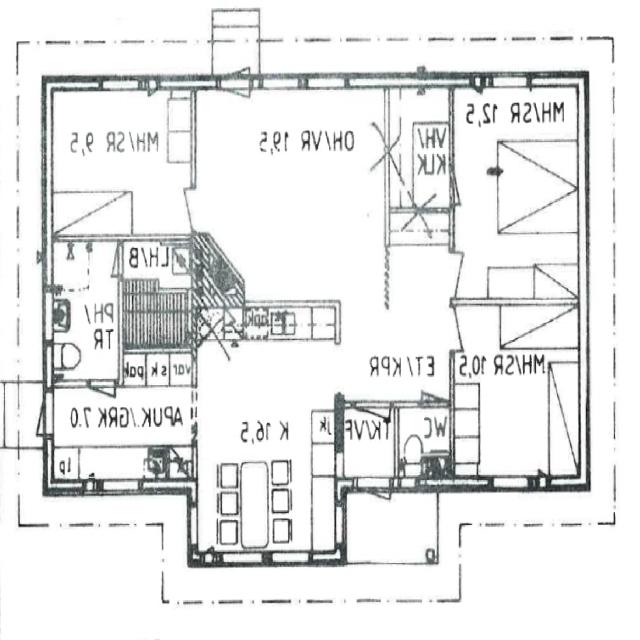 MH/SR 9,5
OH/VR 19,5
VH/
KLK
MH/SR 12,5
LH/B
PH/
TR
var sk pak
ET/KPR
MH/SR 10,5
APUK./GRK 7.0
K 16,5
jk
TK/VF
WC
lp